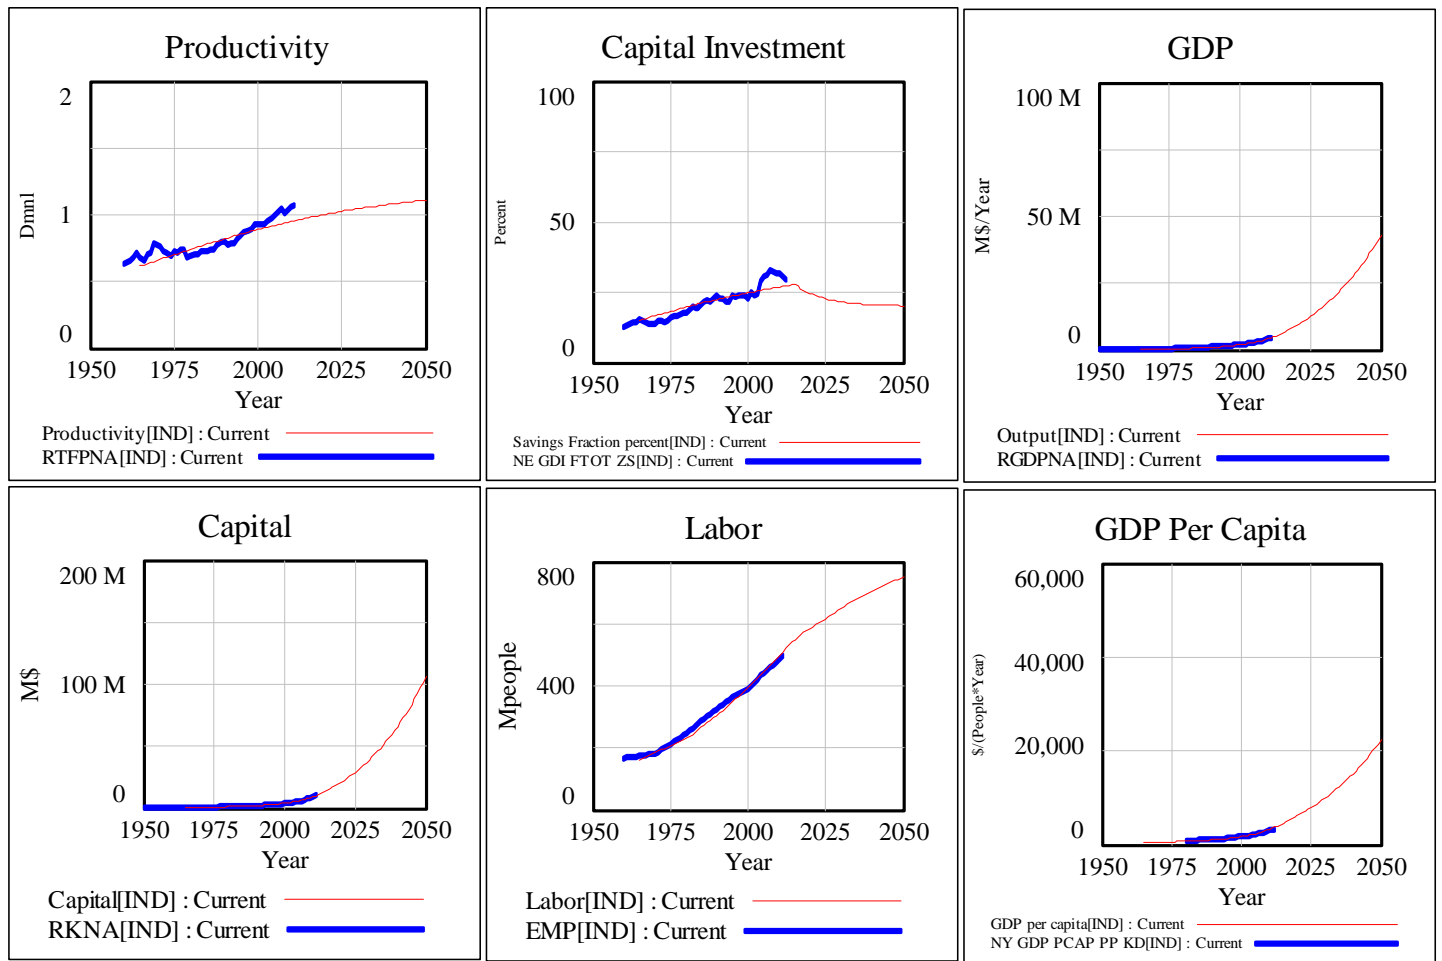 Productivity
2
1
0
Dmnl
1950 1975 2000 2025 2050
Year
Productivity[IND] : Current
RTFPNA[IND] : Current
Capital Investment
100
50
0
Percent
1950 1975 2000 2025 2050
Year
Savings Fraction percent[IND] : Current
NE GDI FTOT ZS[IND] : Current
GDP
100 M
50 M
0
M$/Year
1950 1975 2000 2025 2050
Year
Output[IND] : Current
RGDPNA[IND] : Current
Capital
200 M
100 M
0
M$
1950 1975 2000 2025 2050
Year
Capital[IND] : Current
RKNA[IND] : Current
Labor
800
400
0
Mpeople
1950 1975 2000 2025 2050
Year
Labor[IND] : Current
EMP[IND] : Current
GDP Per Capita
60,000
40,000
20,000
0
$/(People*Year)
1950 1975 2000 2025 2050
Year
GDP per capita[IND] : Current
NY GDP PCAP PP KD[IND] : Current